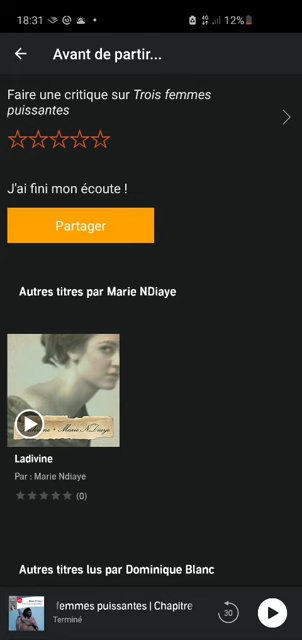 18:31
4G
12%
Avant de partir...
Faire une critique sur Trois femmes
puissantes
J'ai fini mon écoute !
Partager
Autres titres par Marie NDiaye
Marie NDiaye
Ladivine
Par : Marie Ndiaye
(0)
Autres titres lus par Dominique Blanc
femmes puissantes | Chapitre
Terminé
30